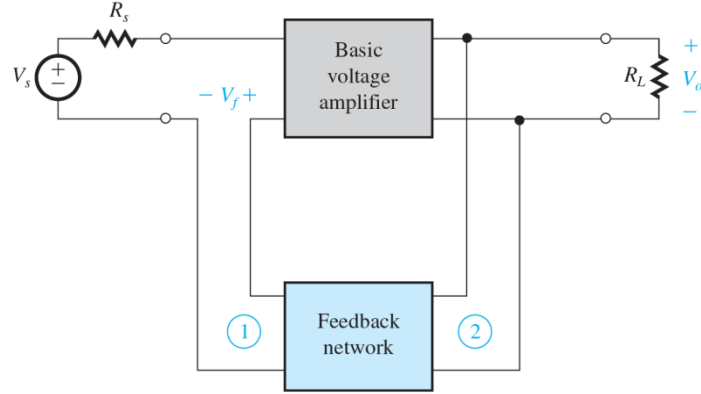 R_s
V_s
+
−
Basic
voltage
amplifier
− V_f +
R_L
+
V_o
−
1
Feedback
network
2